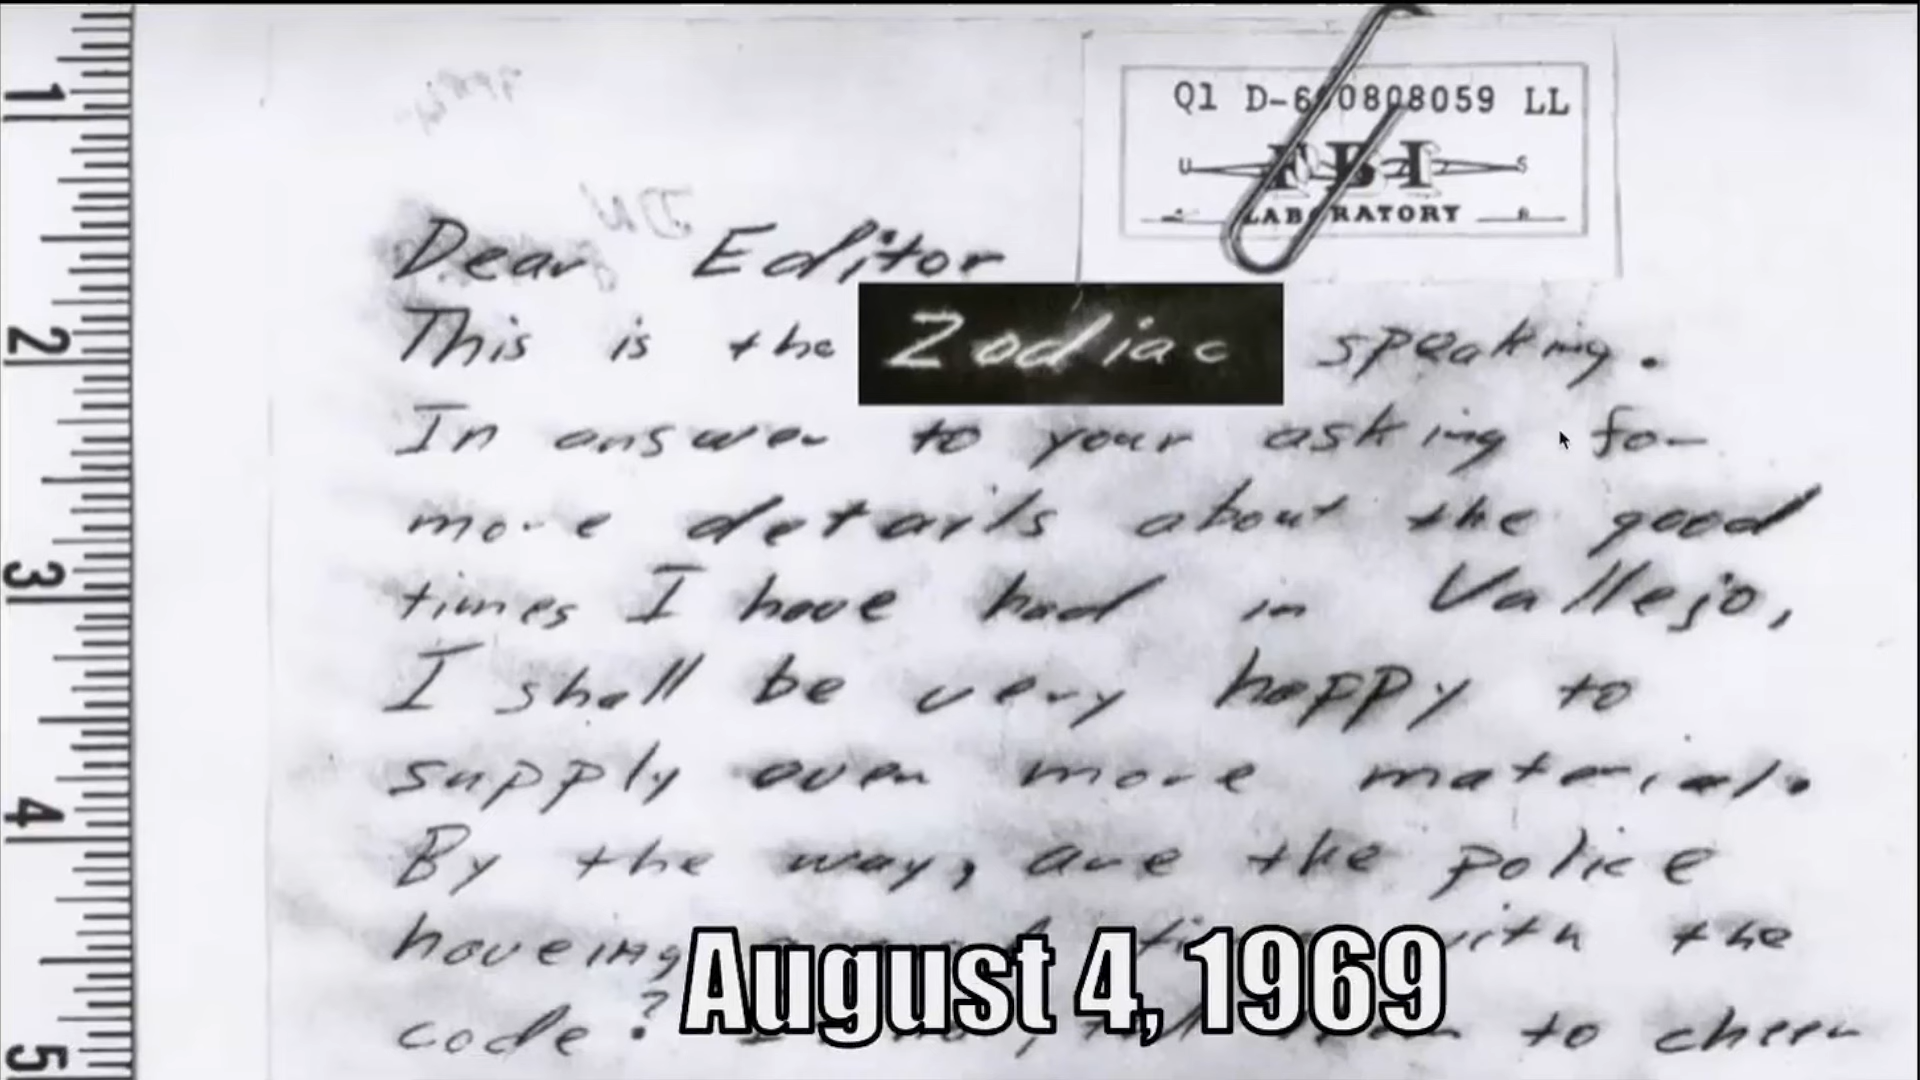 1
2
3
4
5
Q1 D-690808059 LL
U FBI S
LABORATORY
Dear Editor
This is the Zodiac speaking.
In answer to your asking for
more details about the good
times I have had in Vallejo,
I shall be very happy to
supply even more material.
By the way, are the police
haveing with the
code? to cheer
August 4, 1969